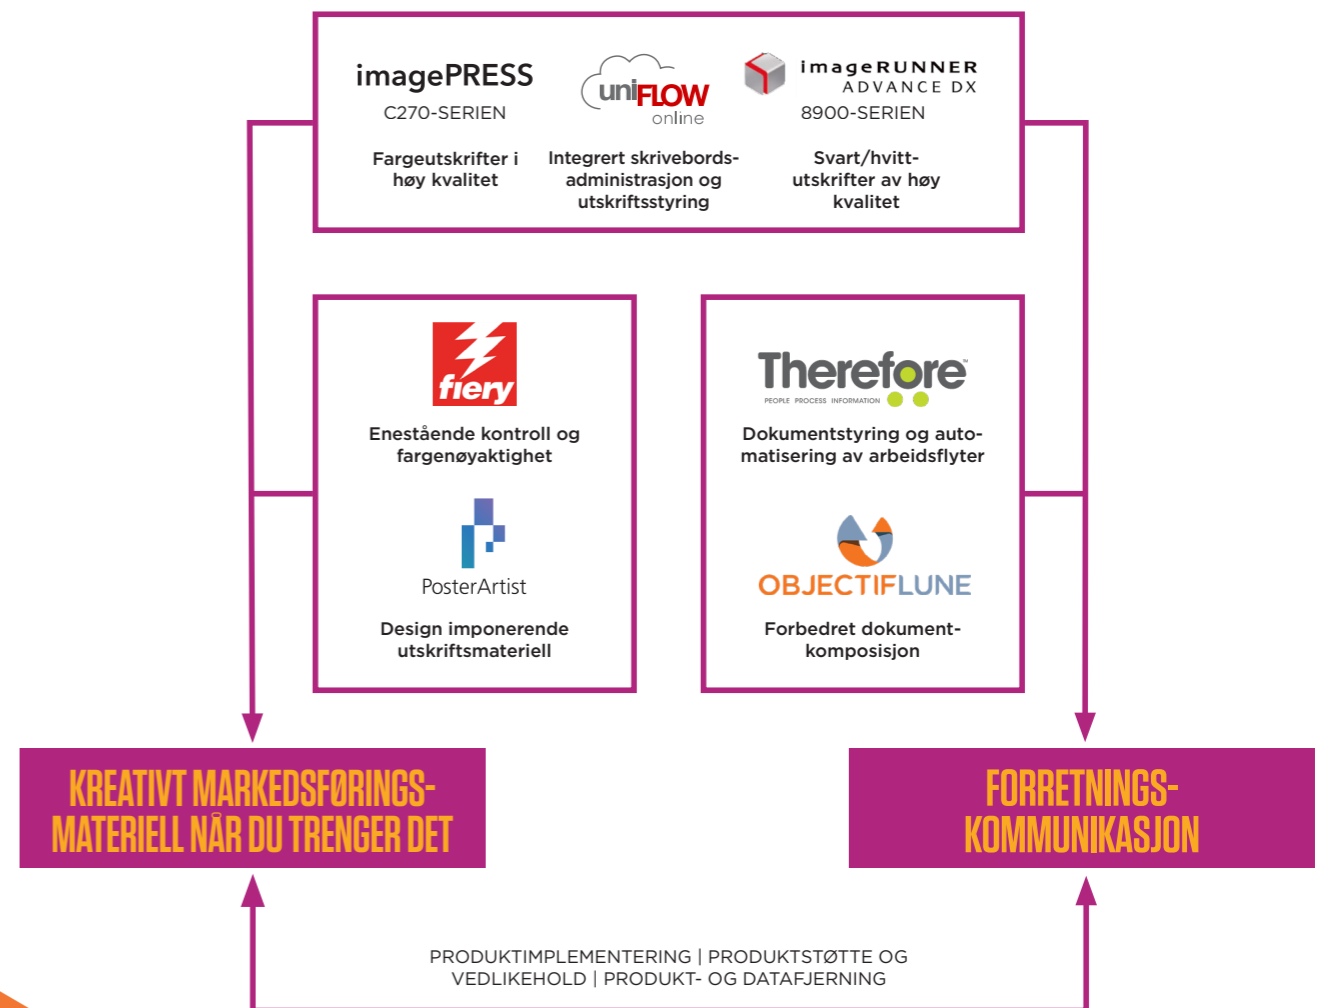 imagePRESS
C270-SERIEN
Fargeutskrifter i
høy kvalitet
uniFLOW
online
Integrert skrivebords-
administrasjon og
utskriftsstyring
imageRUNNER
ADVANCE DX
8900-SERIEN
Svart/hvitt-
utskrifter av høy
kvalitet
fiery
Enestående kontroll og
fargenøyaktighet
PosterArtist
Design imponerende
utskriftsmateriell
Therefore™
PEOPLE PROCESS INFORMATION
Dokumentstyring og auto-
matisering av arbeidsflyter
OBJECTIFLUNE
Forbedret dokument-
komposisjon
KREATIVT MARKEDSFØRINGS-
MATERIELL NÅR DU TRENGER DET
FORRETNINGS-
KOMMUNIKASJON
PRODUKTIMPLEMENTERING | PRODUKTSTØTTE OG
VEDLIKEHOLD | PRODUKT- OG DATAFJERNING